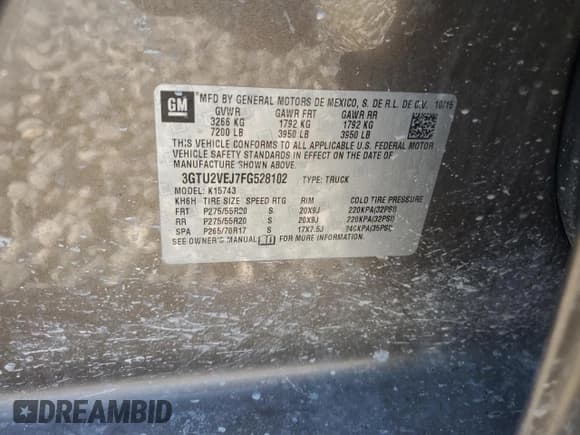 GM
MFD BY GENERAL MOTORS DE MEXICO, S. DE R.L. DE C.V. 10/15
GVWR GAWR FRT GAWR RR
3266 KG 1792 KG 1792 KG
7200 LB 3950 LB 3950 LB
THIS VEHICLE CONFORMS TO ALL APPLICABLE U.S. FEDERAL MOTOR
VEHICLE SAFETY STANDARDS IN EFFECT ON THE DATE OF
MANUFACTURE SHOWN ABOVE.
3GTU2VEJ7FG528102 TYPE: TRUCK
MODEL: K15743
KH6H TIRE SIZE SPEED RTG RIM COLD TIRE PRESSURE
FRT P275/55R20 S 20X9J 220KPA(32PSI)
RR P275/55R20 S 20X9J 220KPA(32PSI)
SPA P265/70R17 S 17X7.5J 240KPA(35PSI)
SEE OWNER'S MANUAL FOR MORE INFORMATION.
DREAMBID